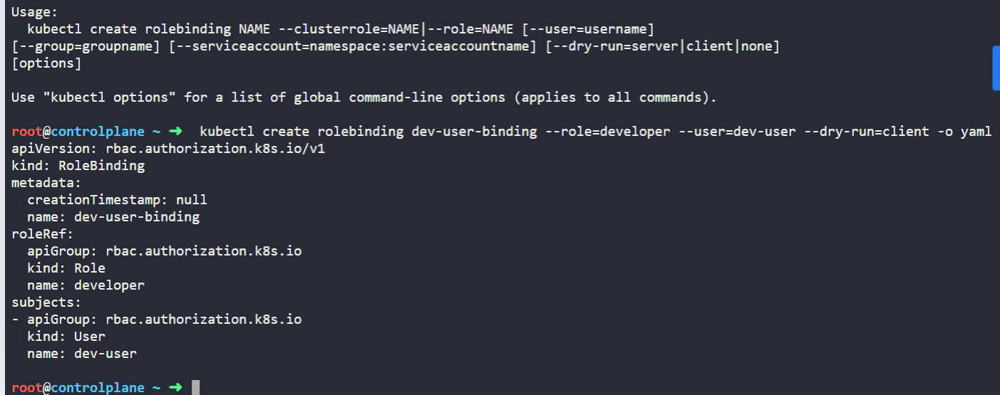 Usage:
  kubectl create rolebinding NAME --clusterrole=NAME|--role=NAME [--user=username]
[--group=groupname] [--serviceaccount=namespace:serviceaccountname] [--dry-run=server|client|none]
[options]

Use "kubectl options" for a list of global command-line options (applies to all commands).

root@controlplane ~ ➜  kubectl create rolebinding dev-user-binding --role=developer --user=dev-user --dry-run=client -o yaml
apiVersion: rbac.authorization.k8s.io/v1
kind: RoleBinding
metadata:
  creationTimestamp: null
  name: dev-user-binding
roleRef:
  apiGroup: rbac.authorization.k8s.io
  kind: Role
  name: developer
subjects:
- apiGroup: rbac.authorization.k8s.io
  kind: User
  name: dev-user

root@controlplane ~ ➜